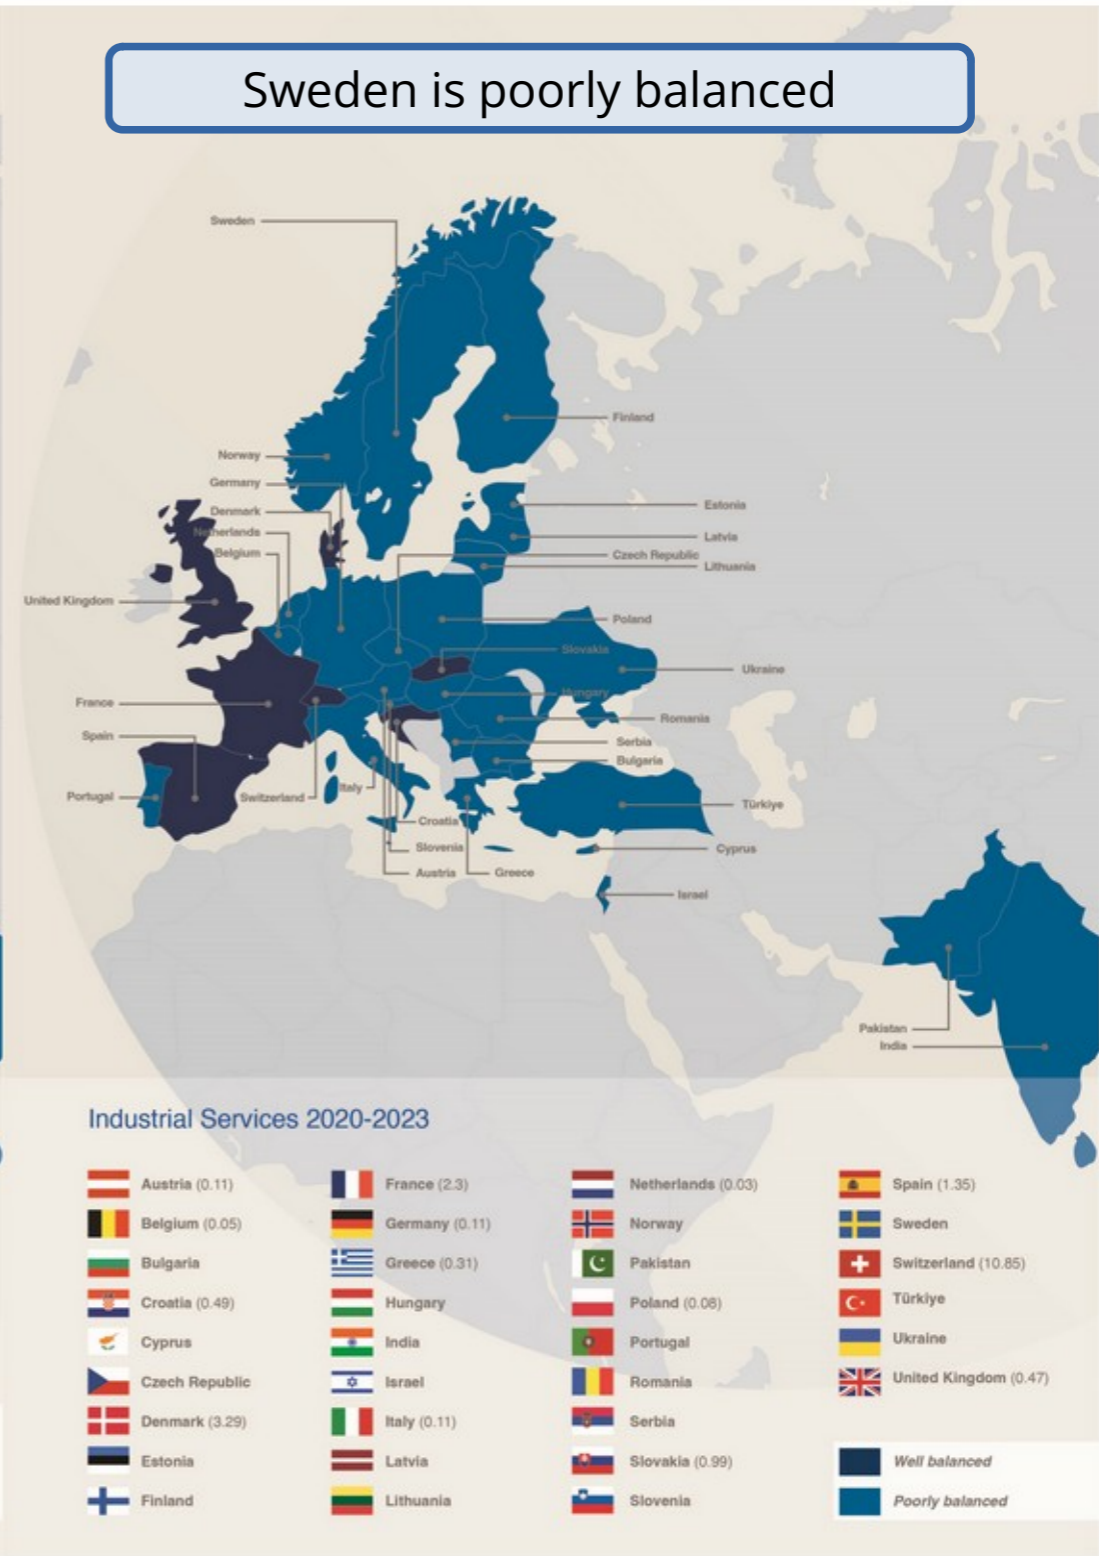 Sweden is poorly balanced
Sweden
Finland
Norway
Germany
Denmark
Netherlands
Belgium
Estonia
Latvia
Czech Republic
Lithuania
United Kingdom
Poland
Slovakia
Ukraine
Hungary
France
Romania
Spain
Serbia
Bulgaria
Italy
Portugal
Switzerland
Türkiye
Croatia
Slovenia
Cyprus
Austria
Greece
Israel
Pakistan
India
Industrial Services 2020-2023
Austria (0.11)
Belgium (0.05)
Bulgaria
Croatia (0.49)
Cyprus
Czech Republic
Denmark (3.29)
Estonia
Finland
France (2.3)
Germany (0.11)
Greece (0.31)
Hungary
India
Israel
Italy (0.11)
Latvia
Lithuania
Netherlands (0.03)
Norway
Pakistan
Poland (0.08)
Portugal
Romania
Serbia
Slovakia (0.99)
Slovenia
Spain (1.35)
Sweden
Switzerland (10.85)
Türkiye
Ukraine
United Kingdom (0.47)
Well balanced
Poorly balanced